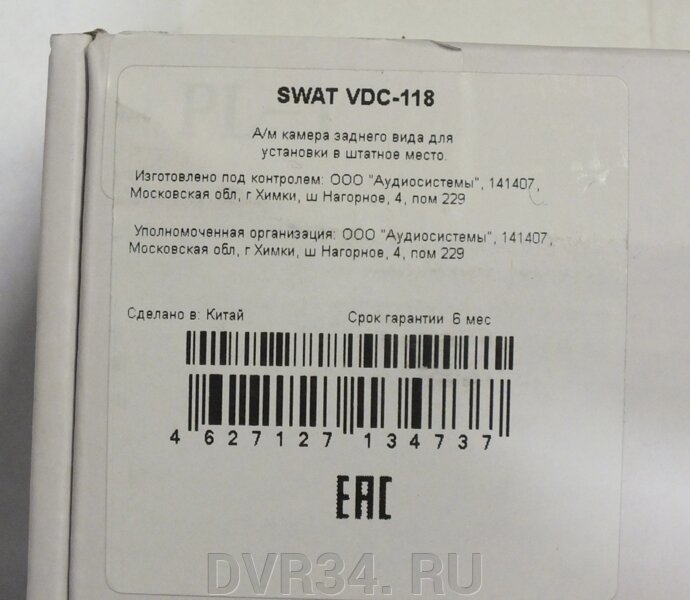 SWAT VDC-118
А/м камера заднего вида для
установки в штатное место.
Изготовлено под контролем: ООО "Аудиосистемы", 141407,
Московская обл, г Химки, ш Нагорное, 4, пом 229
Уполномоченная организация: ООО "Аудиосистемы", 141407,
Московская обл, г Химки, ш Нагорное, 4, пом 229
Сделано в: Китай Срок гарантии 6 мес
4 627127 134737
EAC
DVR34. RU